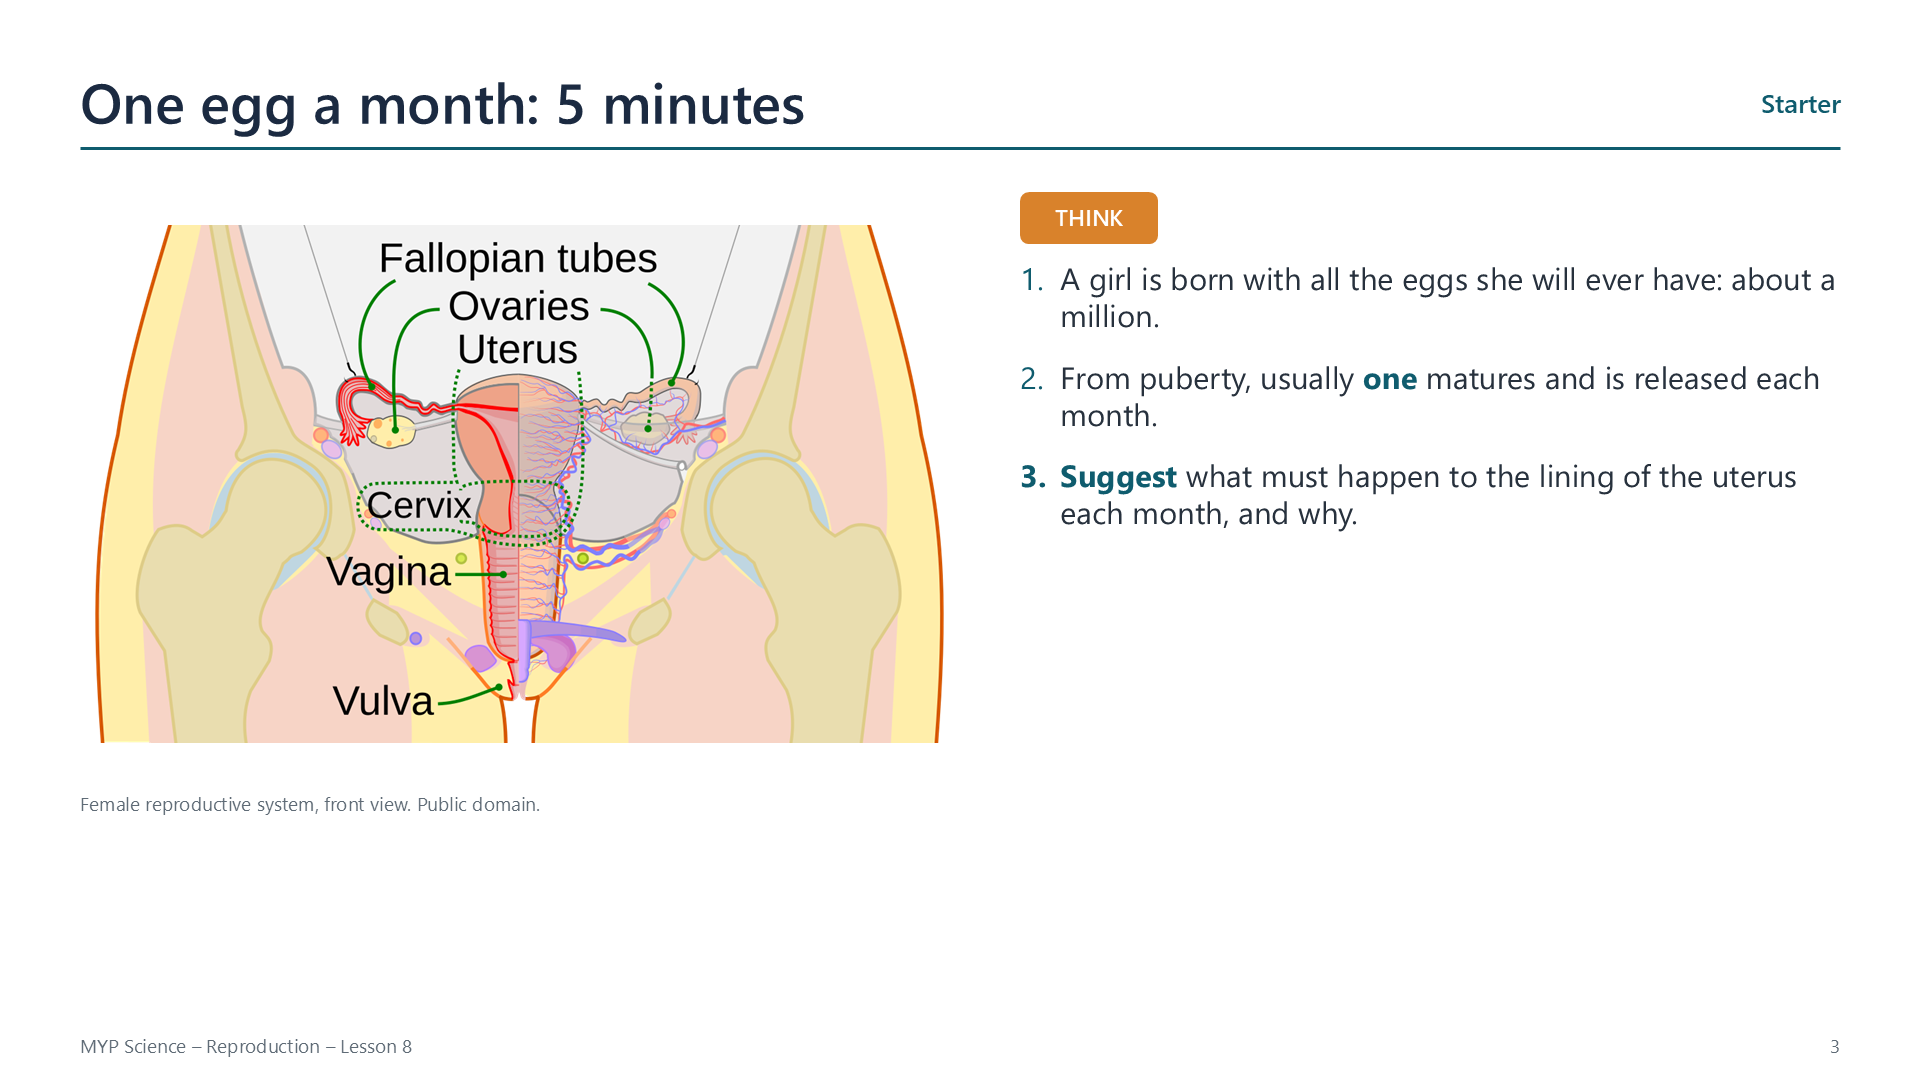 One egg a month: 5 minutes
Starter
Fallopian tubes
Ovaries
Uterus
Cervix
Vagina
Vulva
Female reproductive system, front view. Public domain.
THINK
1. A girl is born with all the eggs she will ever have: about a
million.
2. From puberty, usually one matures and is released each
month.
3. Suggest what must happen to the lining of the uterus
each month, and why.
MYP Science – Reproduction – Lesson 8
3